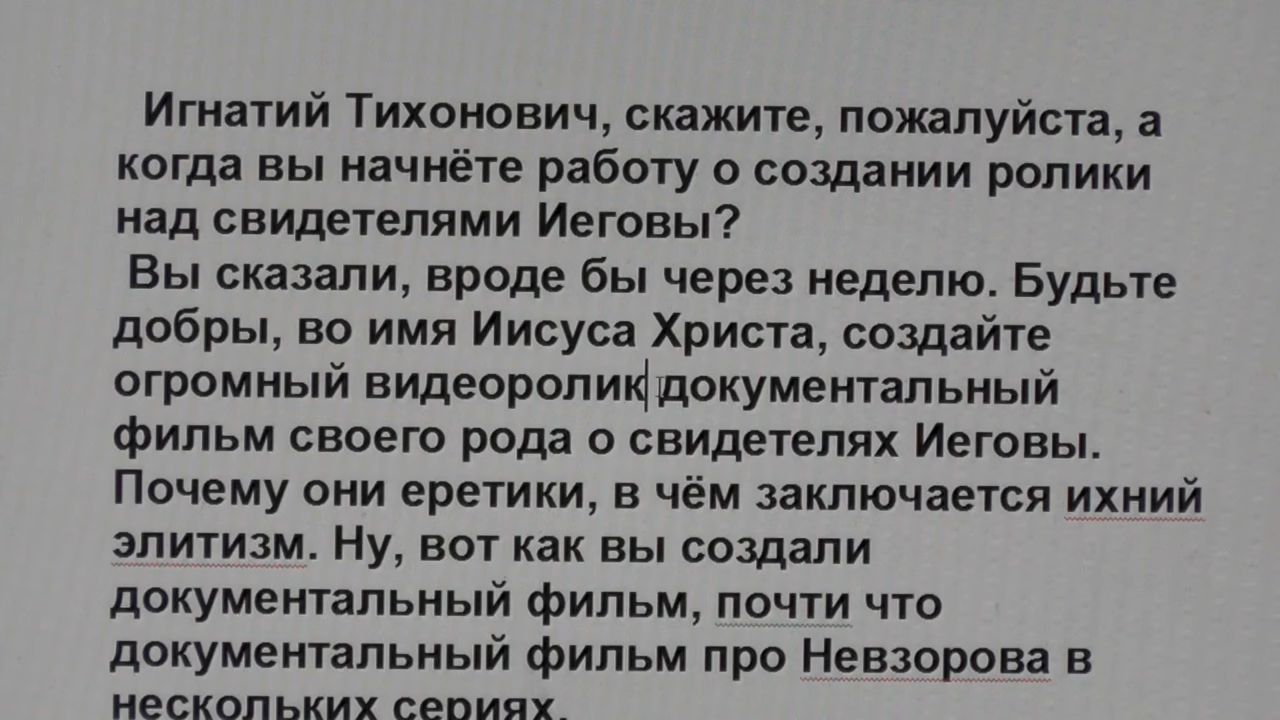 Игнатий Тихонович, скажите, пожалуйста, а
когда вы начнёте работу о создании ролики
над свидетелями Иеговы?
Вы сказали, вроде бы через неделю. Будьте
добры, во имя Иисуса Христа, создайте
огромный видеоролик документальный
фильм своего рода о свидетелях Иеговы.
Почему они еретики, в чём заключается ихний
элитизм. Ну, вот как вы создали
документальный фильм, почти что
документальный фильм про Невзорова в
нескольких сериях.